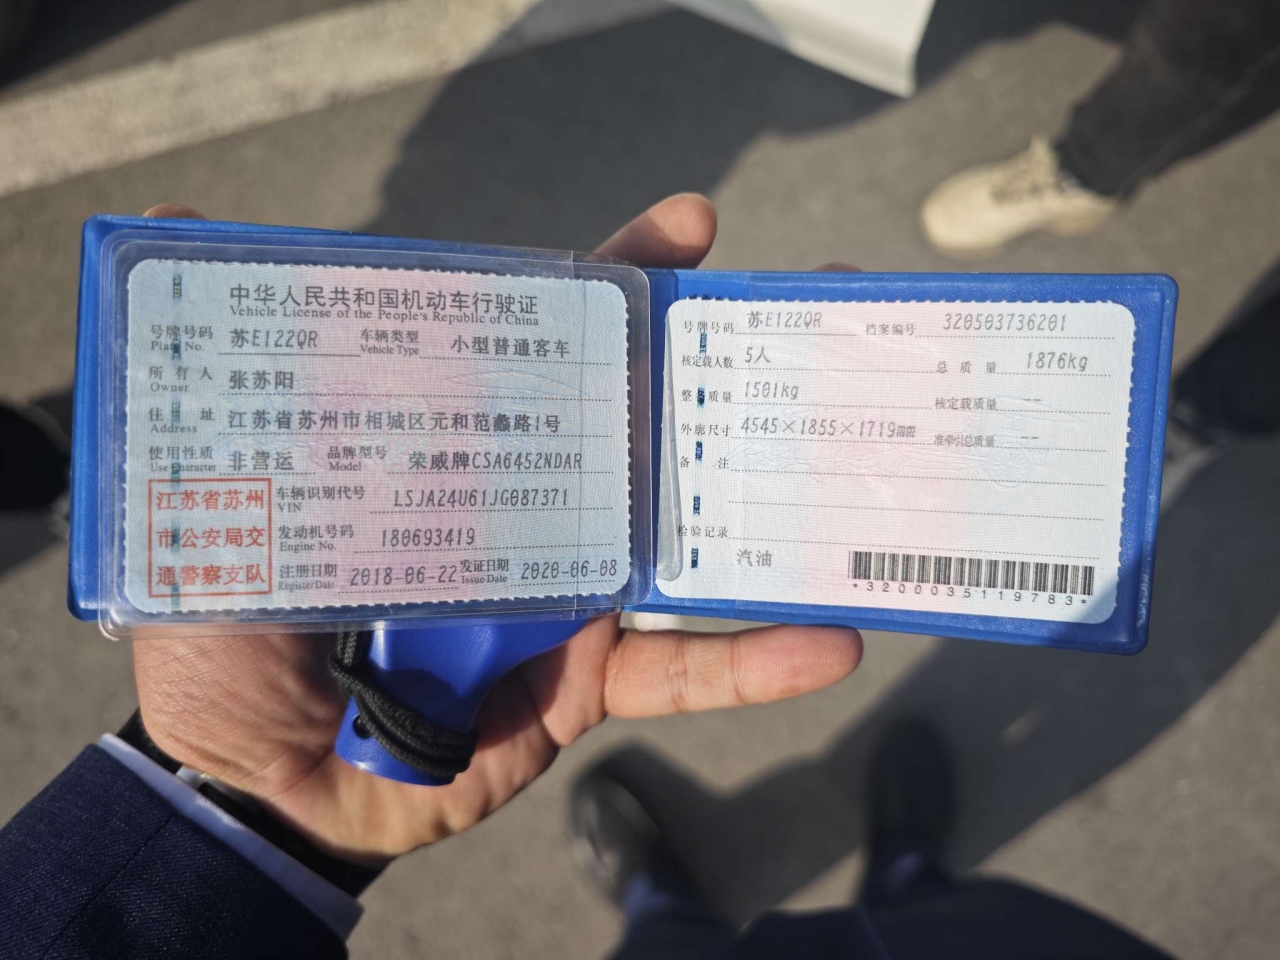 中华人民共和国机动车行驶证
Vehicle License of the People's Republic of China
号牌号码 苏E122QR 车辆类型 小型普通客车
Plate No. Vehicle Type
所有人 张苏阳
Owner
住址 江苏省苏州市相城区元和范蠡路1号
Address
使用性质 非营运 品牌型号 荣威牌CSA6452NDAR
Use Character Model
江苏省苏州
市公安局交
通警察支队
车辆识别代号 LSJA24U61JG087371
VIN
发动机号码 180693419
Engine No.
注册日期 2018-06-22 发证日期 2020-06-08
Register Date Issue Date
号牌号码 苏E122QR 档案编号 320503736201
核定载人数 5人 总质量 1876kg
整备质量 1501kg 核定载质量 --
外廓尺寸 4545×1855×1719mm 准牵引总质量 --
备注
检验记录
汽油
*3200035119783*